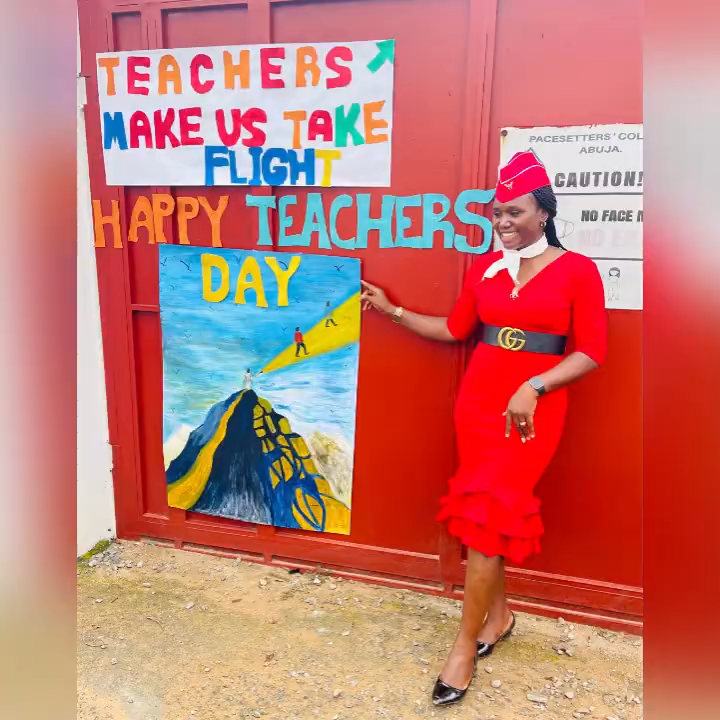 TEACHERS
MAKE US TAKE
FLIGHT
HAPPY TEACHERS
DAY
PACESETTERS' COL
ABUJA.
CAUTION!
NO FACE M